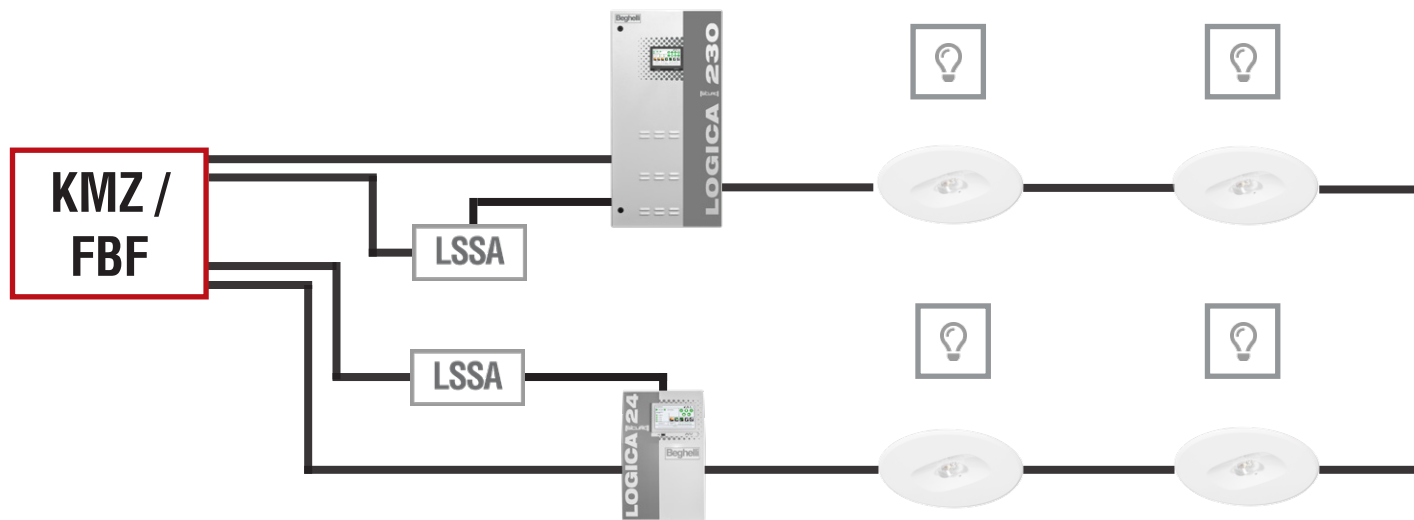 Beghelli
LOGICA 230
KMZ /
FBF
LSSA
LSSA
LOGICA 24
Beghelli